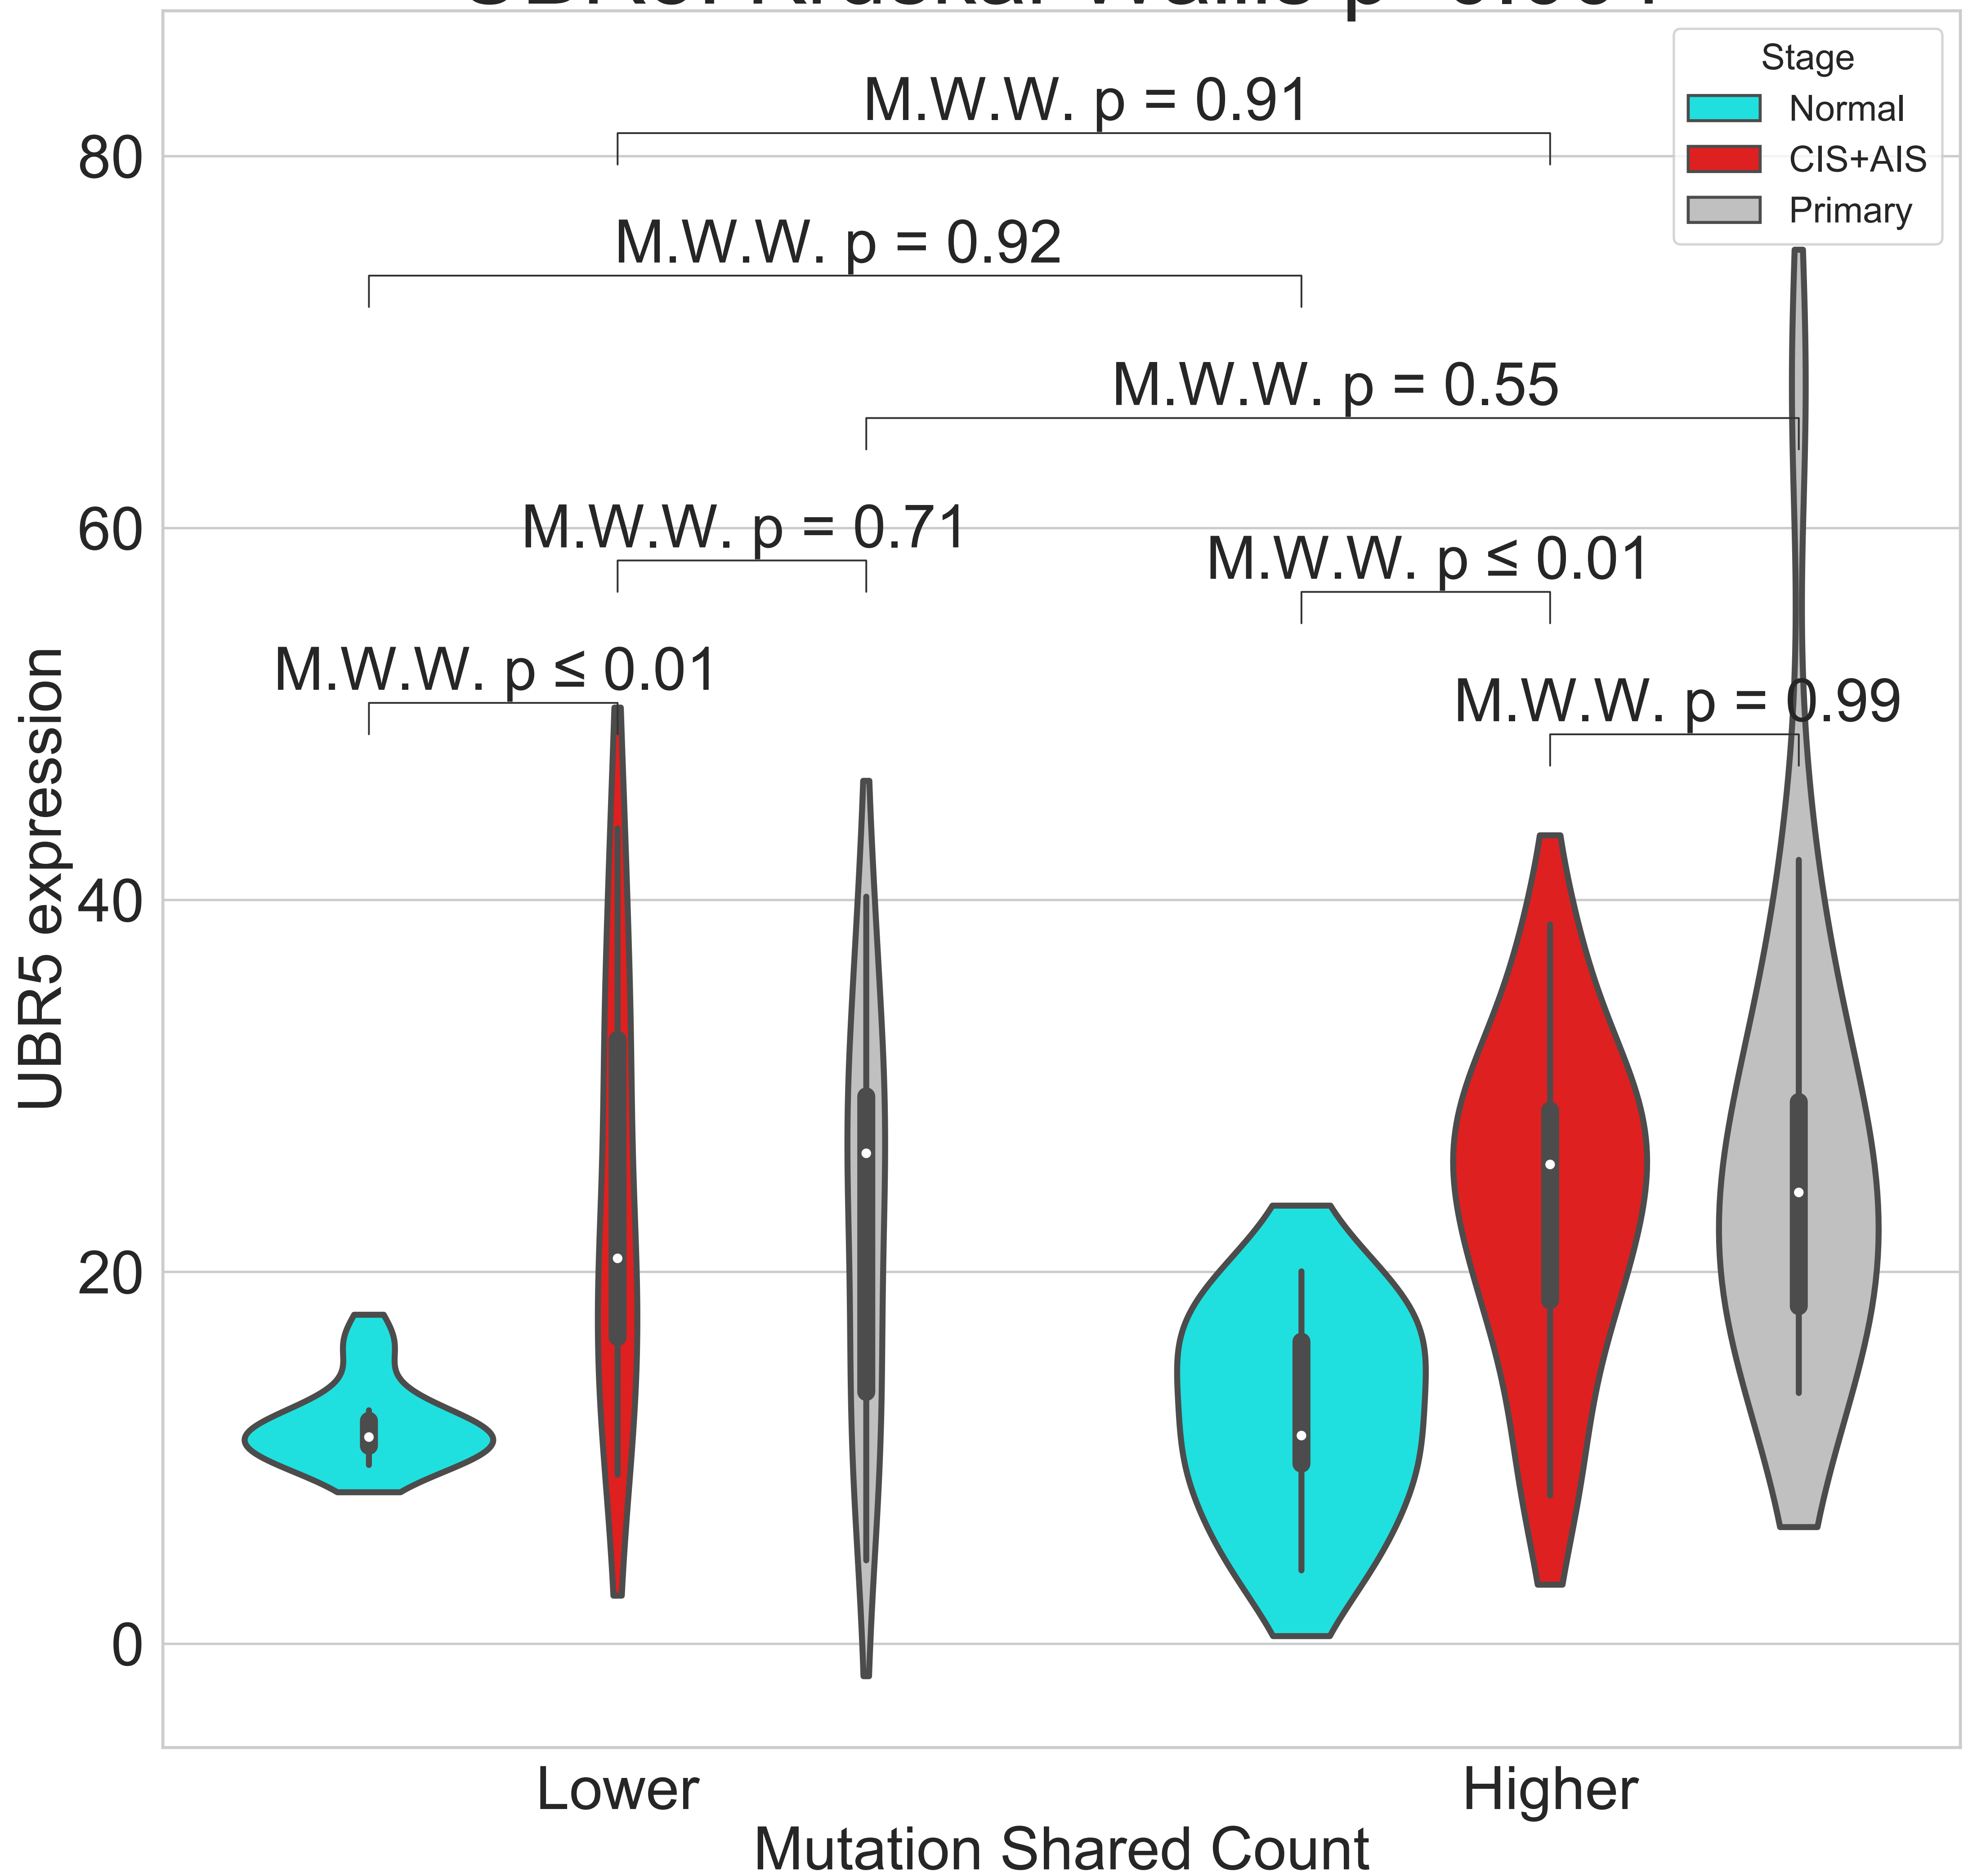 Stage
Normal
CIS+AIS
Primary
M.W.W. p = 0.91
M.W.W. p = 0.92
M.W.W. p = 0.55
M.W.W. p = 0.71
M.W.W. p ≤ 0.01
M.W.W. p ≤ 0.01
M.W.W. p = 0.99
UBR5 expression
80
60
40
20
0
Lower
Higher
Mutation Shared Count